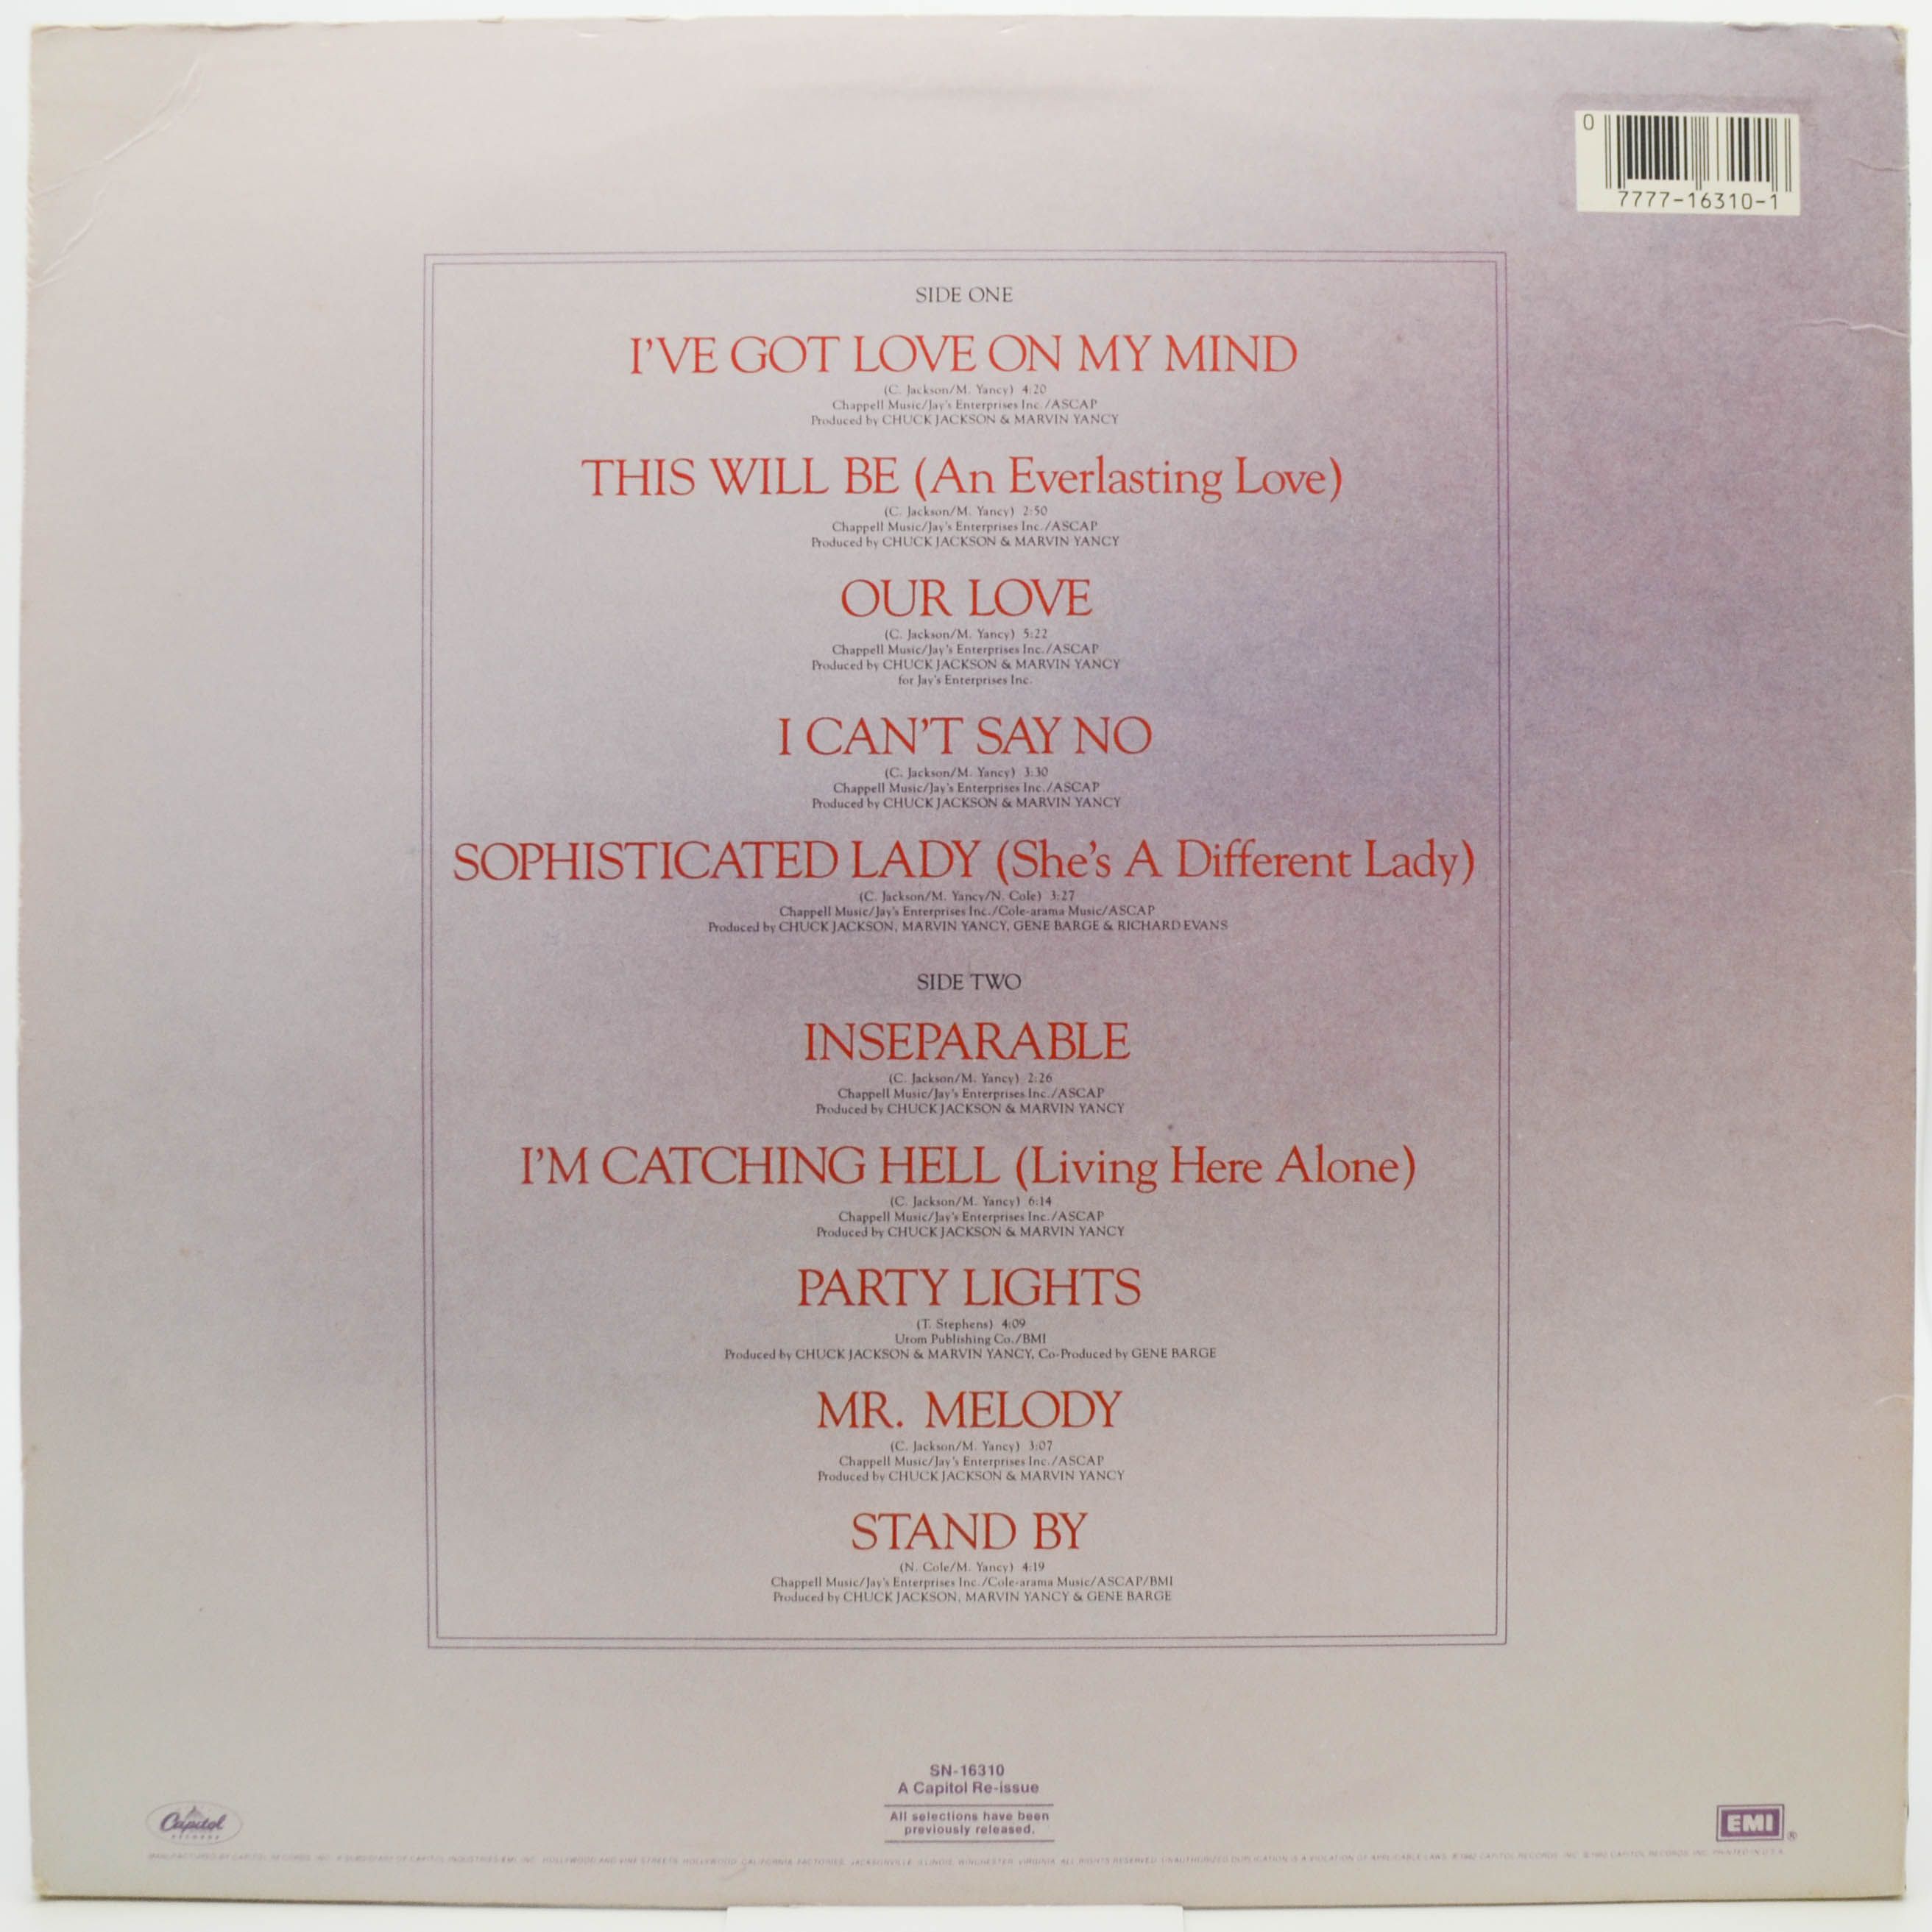 0
7777-16310-1
SIDE ONE
I'VE GOT LOVE ON MY MIND
(C. Jackson/M. Yancy) 4:20
Chappell Music/Jay's Enterprises Inc./ASCAP
Produced by CHUCK JACKSON & MARVIN YANCY
THIS WILL BE (An Everlasting Love)
(C. Jackson/M. Yancy) 2:50
Chappell Music/Jay's Enterprises Inc./ASCAP
Produced by CHUCK JACKSON & MARVIN YANCY
OUR LOVE
(C. Jackson/M. Yancy) 5:22
Chappell Music/Jay's Enterprises Inc./ASCAP
Produced by CHUCK JACKSON & MARVIN YANCY
for Jay's Enterprises Inc.
I CAN'T SAY NO
(C. Jackson/M. Yancy) 3:30
Chappell Music/Jay's Enterprises Inc./ASCAP
Produced by CHUCK JACKSON & MARVIN YANCY
SOPHISTICATED LADY (She's A Different Lady)
(C. Jackson/M. Yancy/N. Cole) 3:27
Chappell Music/Jay's Enterprises Inc./Cole-arama Music/ASCAP
Produced by CHUCK JACKSON, MARVIN YANCY, GENE BARGE & RICHARD EVANS
SIDE TWO
INSEPARABLE
(C. Jackson/M. Yancy) 2:26
Chappell Music/Jay's Enterprises Inc./ASCAP
Produced by CHUCK JACKSON & MARVIN YANCY
I'M CATCHING HELL (Living Here Alone)
(C. Jackson/M. Yancy) 6:14
Chappell Music/Jay's Enterprises Inc./ASCAP
Produced by CHUCK JACKSON & MARVIN YANCY
PARTY LIGHTS
(T. Stephens) 4:09
Urom Publishing Co./BMI
Produced by CHUCK JACKSON & MARVIN YANCY, Co-Produced by GENE BARGE
MR. MELODY
(C. Jackson/M. Yancy) 3:07
Chappell Music/Jay's Enterprises Inc./ASCAP
Produced by CHUCK JACKSON & MARVIN YANCY
STAND BY
(N. Cole/M. Yancy) 4:19
Chappell Music/Jay's Enterprises Inc./Cole-arama Music/ASCAP/BMI
Produced by CHUCK JACKSON, MARVIN YANCY & GENE BARGE
SN-16310
A Capitol Re-issue
All selections have been
previously released.
Capitol
RECORDS
EMI ®